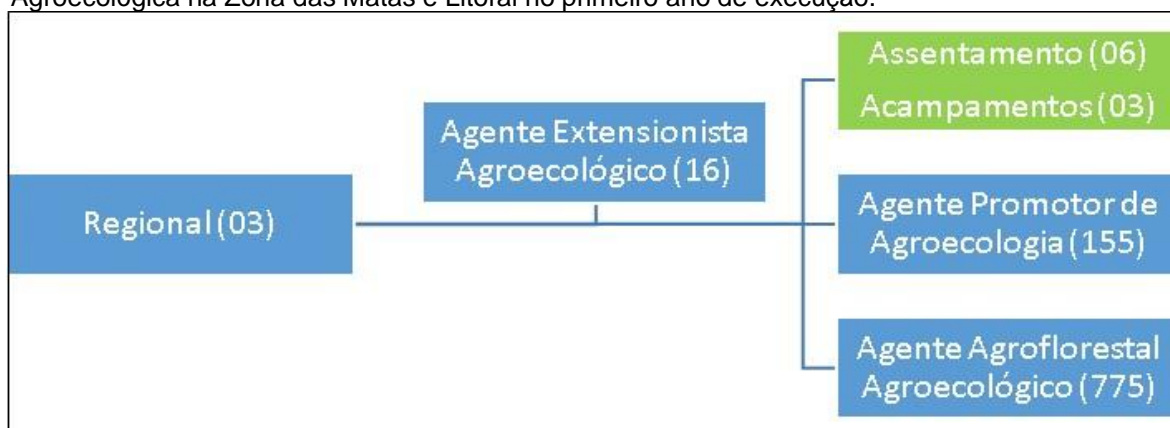 Agroecológica na Zona das Matas e Litoral no primeiro ano de execução.
Regional (03)
Agente Extensionista
Agroecológico (16)
Assentamento (06)
Acampamentos (03)
Agente Promotor de
Agroecologia (155)
Agente Agroflorestal
Agroecológico (775)